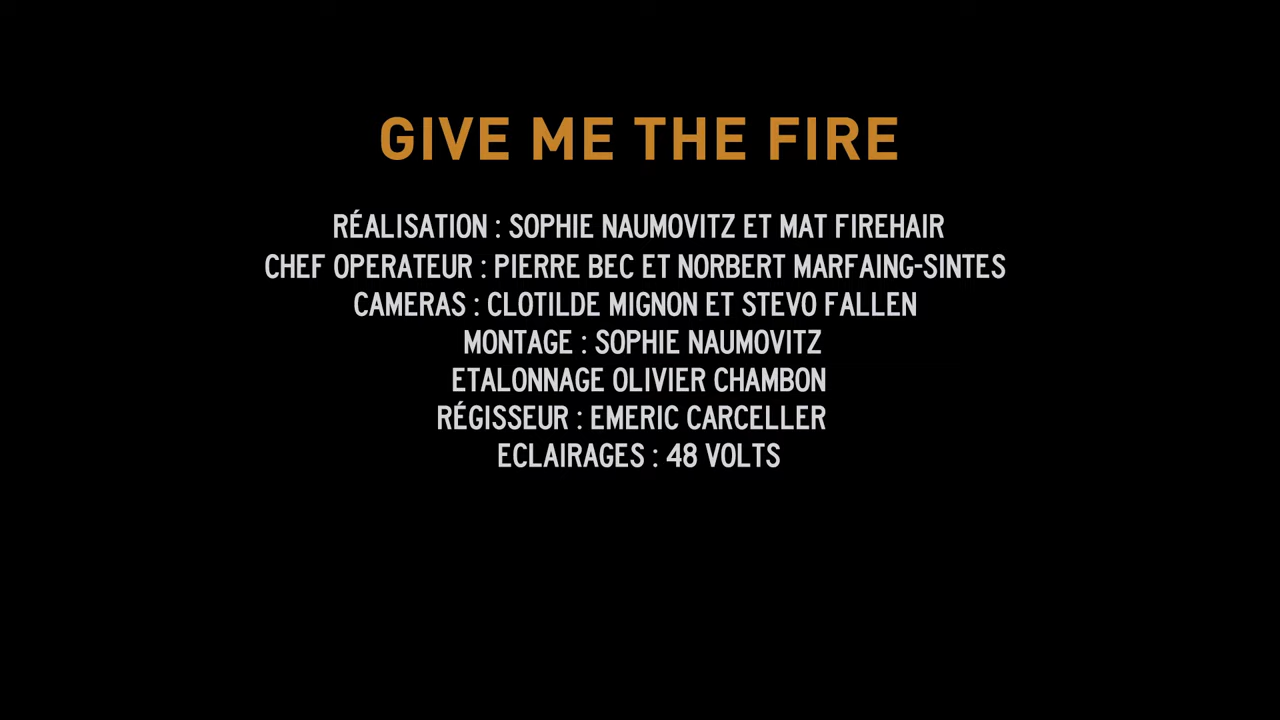 GIVE ME THE FIRE
RÉALISATION : SOPHIE NAUMOVITZ ET MAT FIREHAIR
CHEF OPERATEUR : PIERRE BEC ET NORBERT MARFAING-SINTES
CAMERAS : CLOTILDE MIGNON ET STEVO FALLEN
MONTAGE : SOPHIE NAUMOVITZ
ETALONNAGE OLIVIER CHAMBON
RÉGISSEUR : EMERIC CARCELLER
ECLAIRAGES : 48 VOLTS